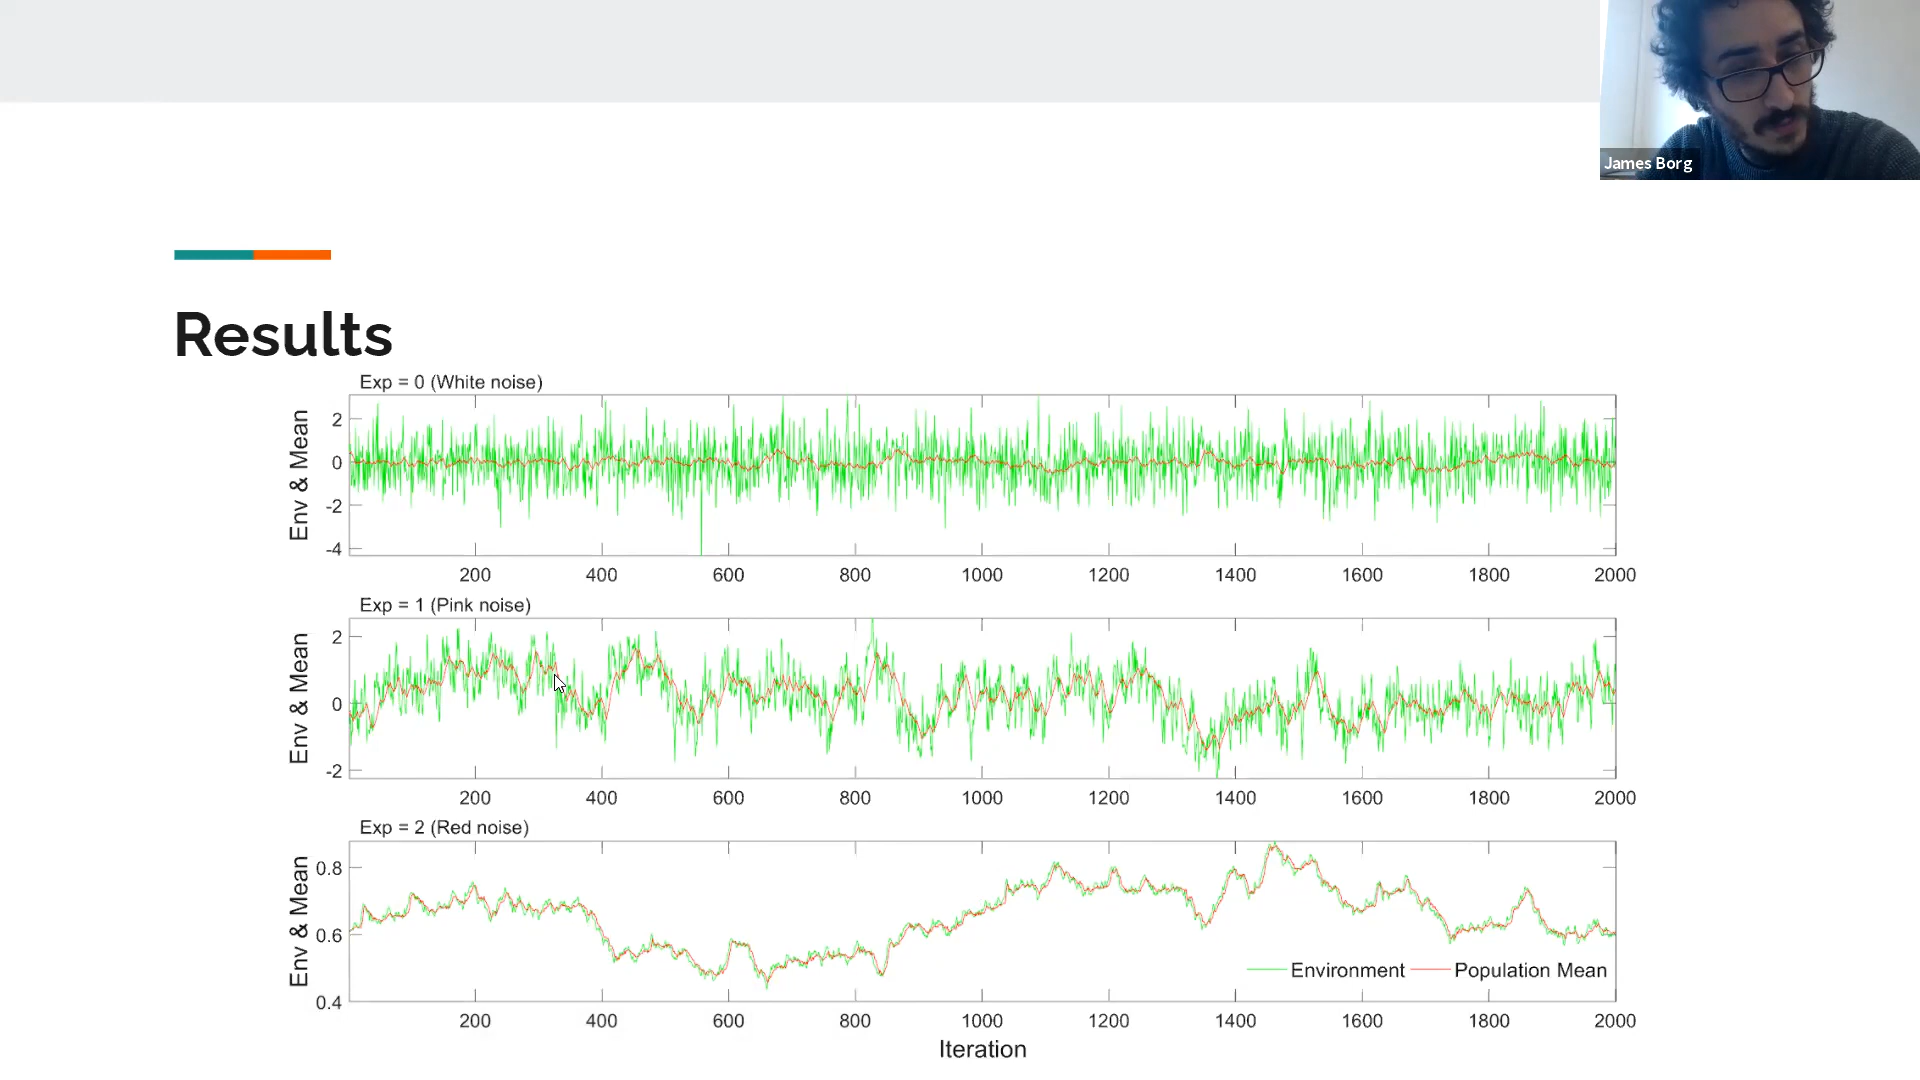 James Borg
Results
Exp = 0 (White noise)
Env & Mean
2
0
-2
-4
200 400 600 800 1000 1200 1400 1600 1800 2000
Exp = 1 (Pink noise)
Env & Mean
2
0
-2
200 400 600 800 1000 1200 1400 1600 1800 2000
Exp = 2 (Red noise)
Env & Mean
0.8
0.6
0.4
Environment Population Mean
200 400 600 800 1000 1200 1400 1600 1800 2000
Iteration